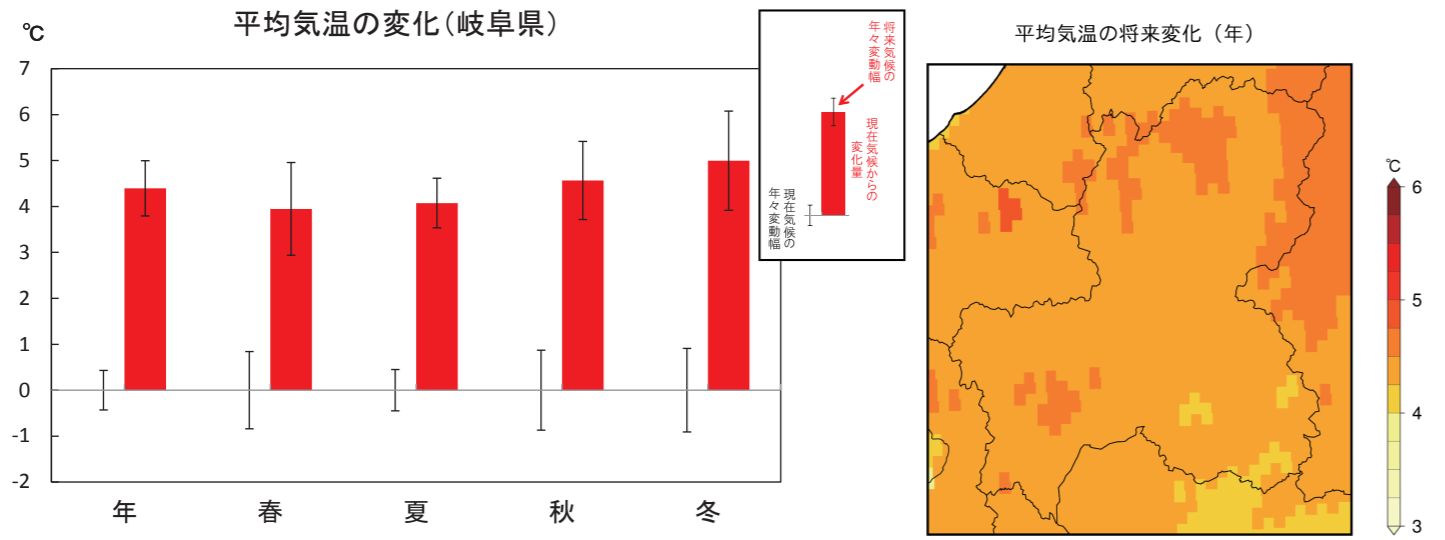 平均気温の変化（岐阜県）
℃
7
6
5
4
3
2
1
0
-1
-2
年
春
夏
秋
冬
将来気候の
年々変動幅
現在気候からの
変化量
現在気候の
年々変動幅
平均気温の将来変化（年）
℃
6
5
4
3